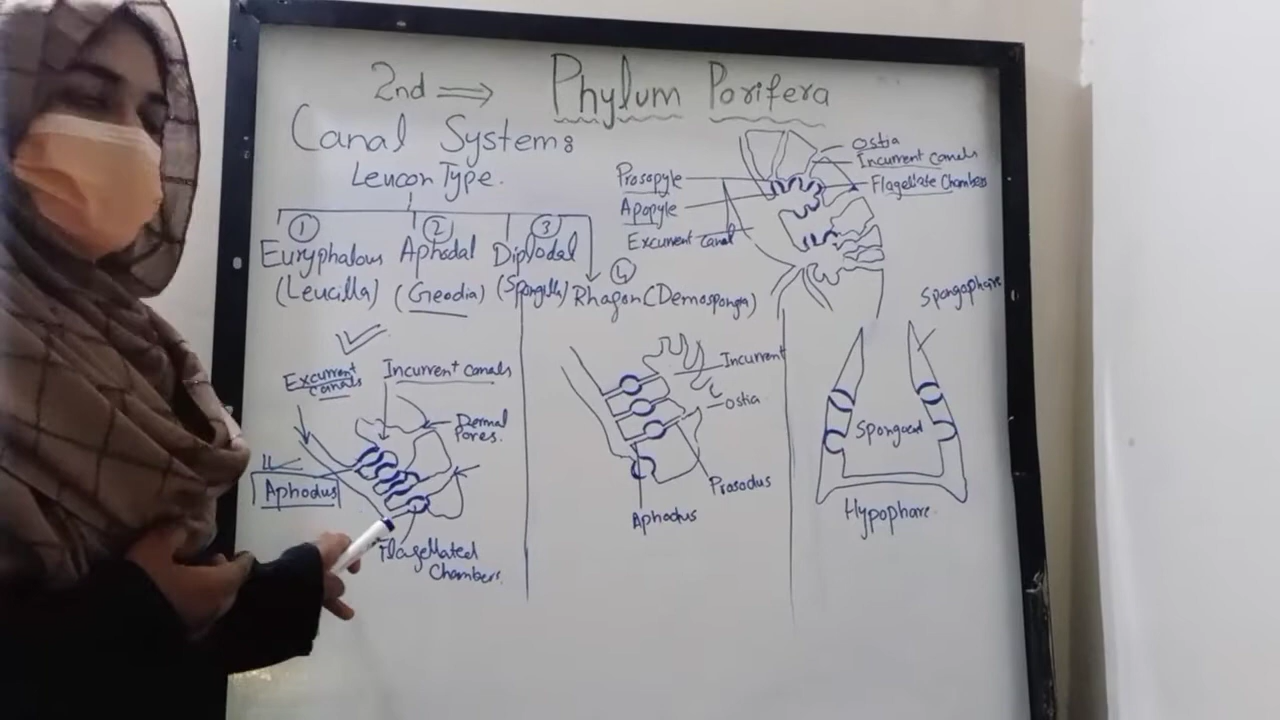 2nd ⇒ Phylum Porifera
Canal System:
Leucon Type.
① ② ③
Euryphalous Aphodal Diplodal
(Leucilla) (Geodia) (Spongilla)
④
Rhagon (Demospongia)
Ostia
Incurrent canals
Flagellate Chambers
Prosopyle
Apopyle
Excurrent canal
Excurrent canals
Incurrent canals
Dermal Pores.
Aphodus
Flagellated Chambers.
Incurrent
Ostia
Prosodus
Aphodus
Spongophare
Spongocoel
Hypophare